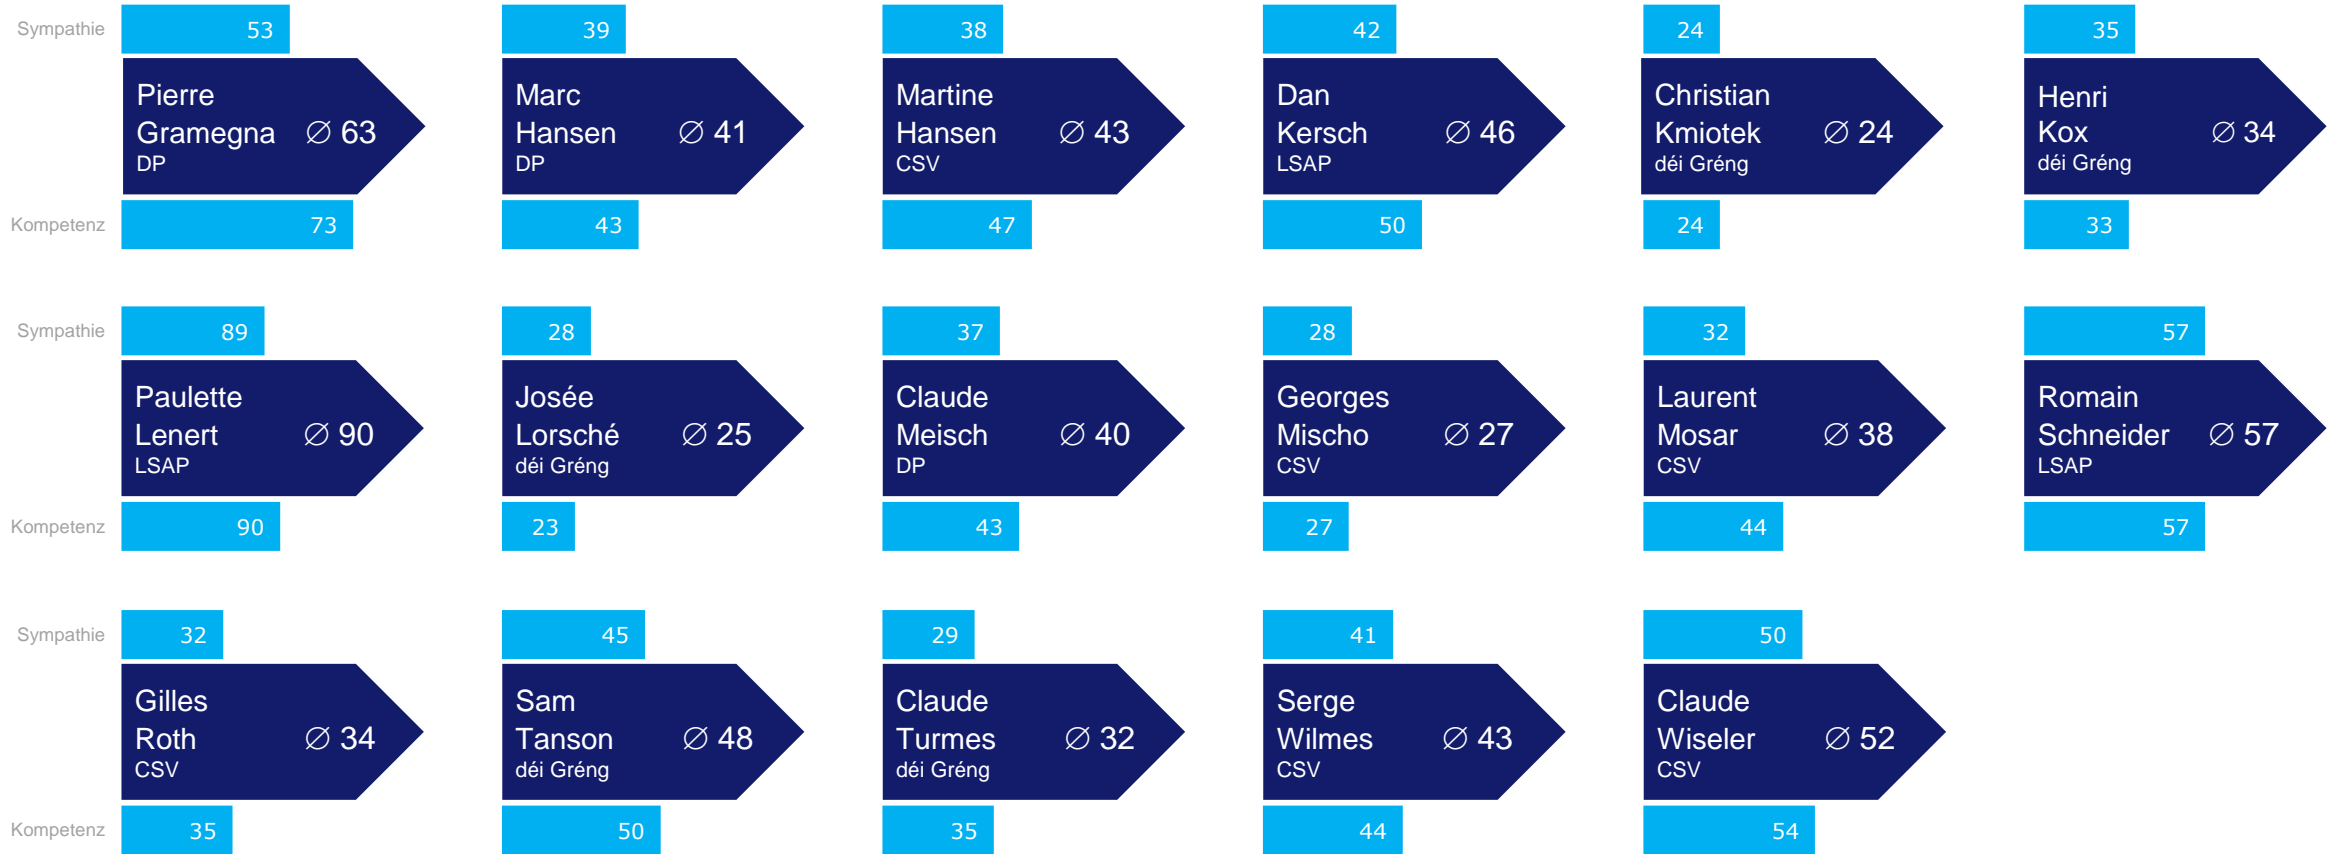 Sympathie 53 39 38 42 24 35
Pierre Marc Martine Dan Christian Henri
Gramegna ∅ 63 Hansen ∅ 41 Hansen ∅ 43 Kersch ∅ 46 Kmiotek ∅ 24 Kox ∅ 34
DP DP CSV LSAP déi Gréng déi Gréng
Kompetenz 73 43 47 50 24 33
Sympathie 89 28 37 28 32 57
Paulette Josée Claude Georges Laurent Romain
Lenert ∅ 90 Lorsché ∅ 25 Meisch ∅ 40 Mischo ∅ 27 Mosar ∅ 38 Schneider ∅ 57
LSAP déi Gréng DP CSV CSV LSAP
Kompetenz 90 23 43 27 44 57
Sympathie 32 45 29 41 50
Gilles Sam Claude Serge Claude
Roth ∅ 34 Tanson ∅ 48 Turmes ∅ 32 Wilmes ∅ 43 Wiseler ∅ 52
CSV déi Gréng déi Gréng CSV CSV
Kompetenz 35 50 35 44 54